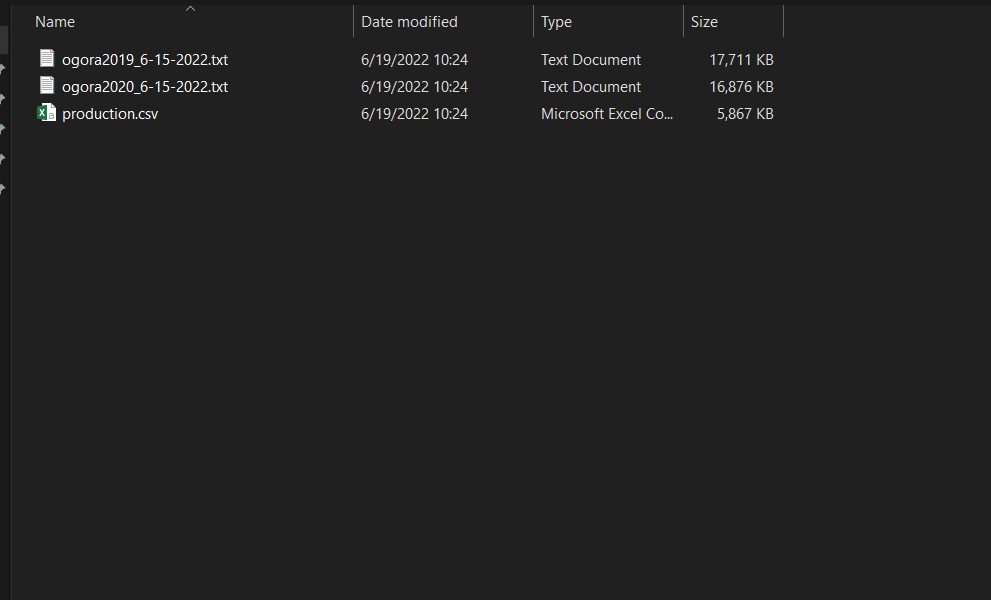 Name Date modified Type Size
ogora2019_6-15-2022.txt 6/19/2022 10:24 Text Document 17,711 KB
ogora2020_6-15-2022.txt 6/19/2022 10:24 Text Document 16,876 KB
production.csv 6/19/2022 10:24 Microsoft Excel Co... 5,867 KB